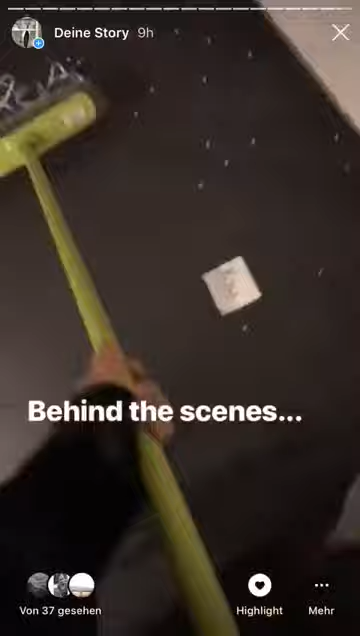 Deine Story 9h
Behind the scenes...
Von 37 gesehen
Highlight
Mehr